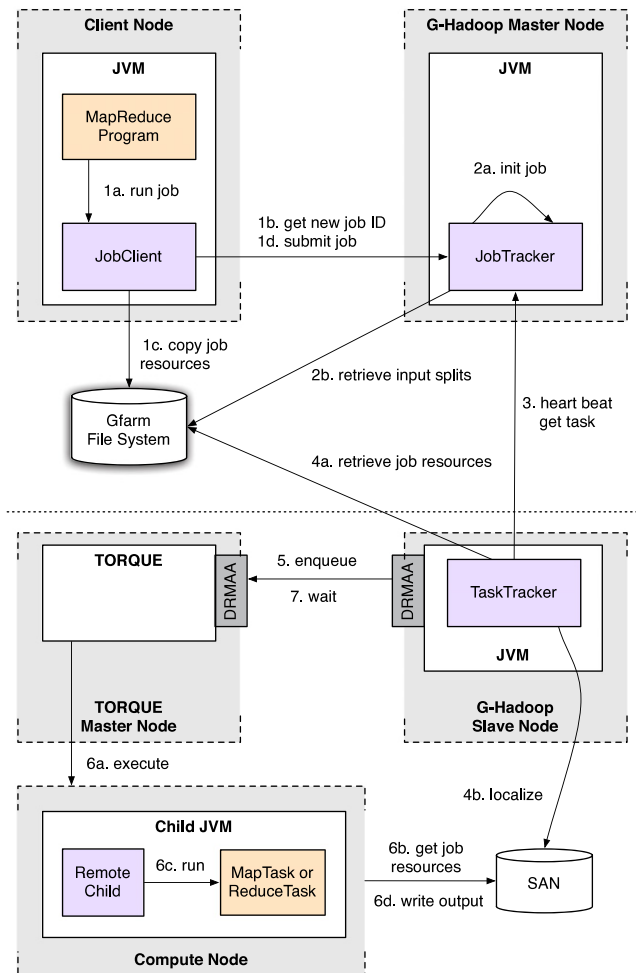 Client Node
JVM
MapReduce
Program
1a. run job
JobClient
1b. get new job ID
1d. submit job
G-Hadoop Master Node
JVM
2a. init job
JobTracker
1c. copy job
resources
2b. retrieve input splits
3. heart beat
get task
Gfarm
File System
4a. retrieve job resources
TORQUE
DRMAA
5. enqueue
7. wait
DRMAA
TaskTracker
JVM
TORQUE
Master Node
G-Hadoop
Slave Node
6a. execute
4b. localize
Child JVM
Remote
Child
6c. run
MapTask or
ReduceTask
6b. get job
resources
6d. write output
SAN
Compute Node